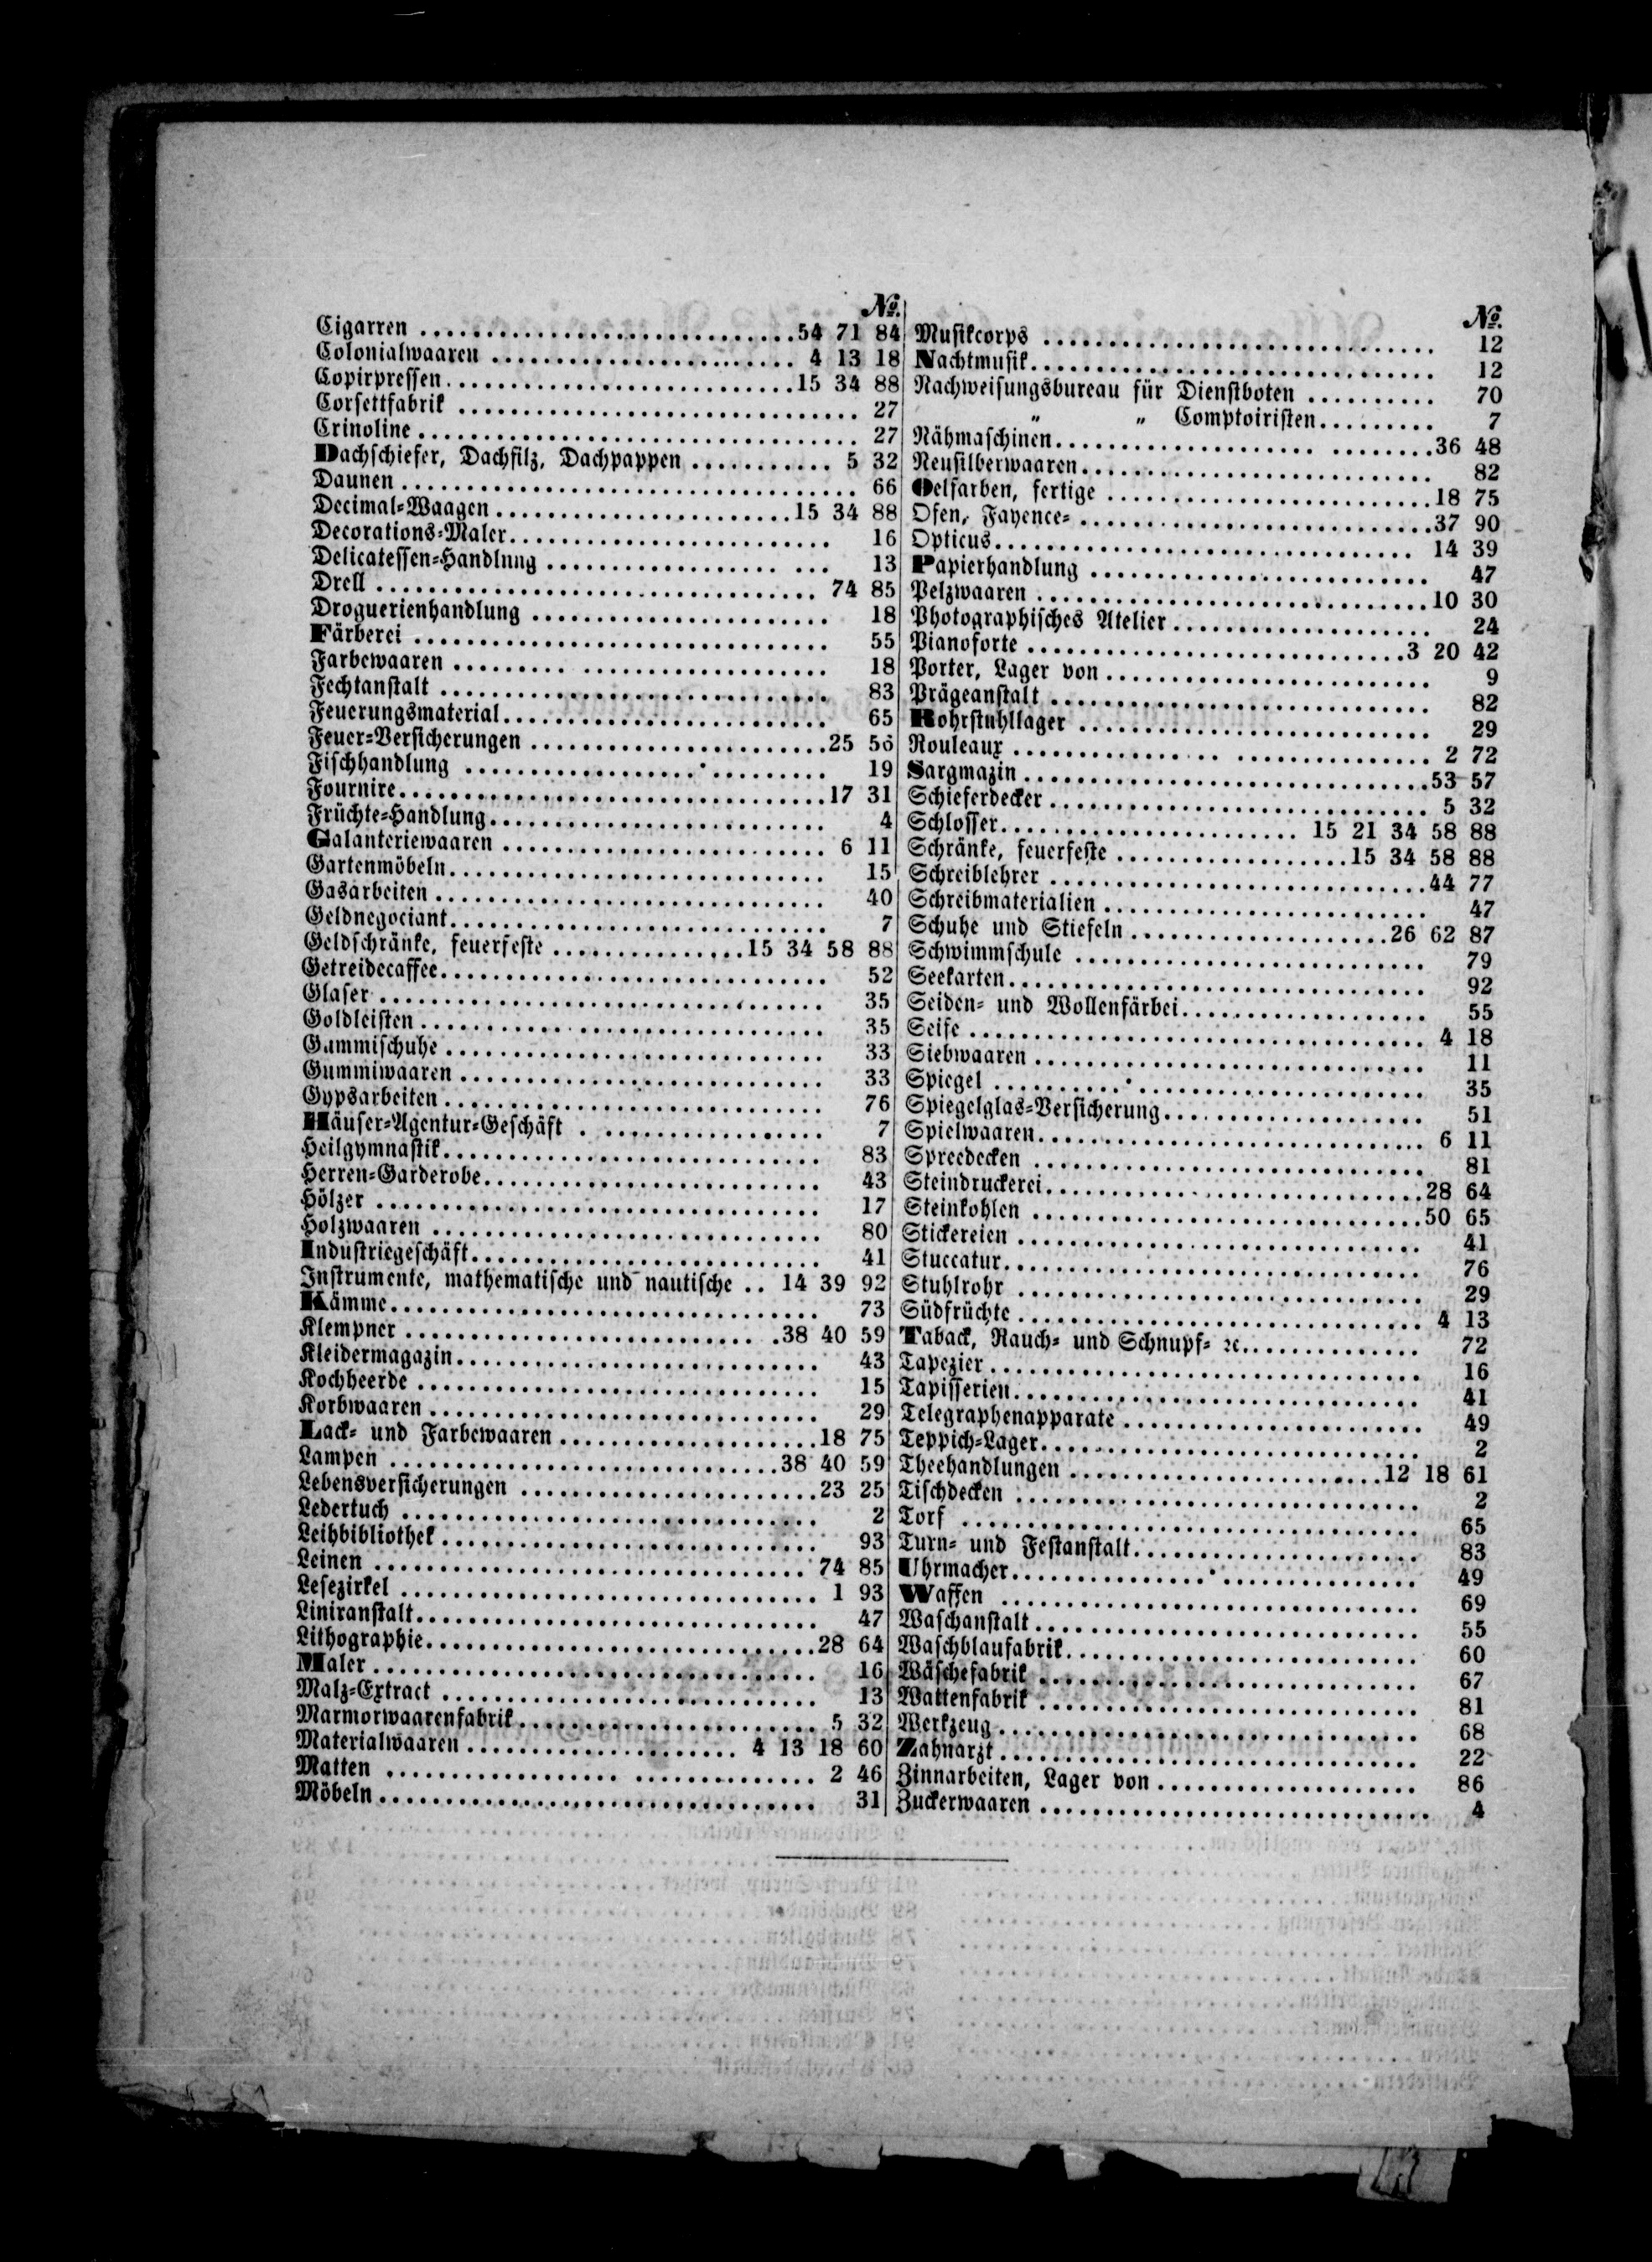 №.
Cigarren ........ 54 71 84
Colonialwaaren ........ 4 13 18
Copirpressen ........ 15 34 88
Corsettfabrik ........ 27
Crinoline ........ 27
Dachschiefer, Dachfilz, Dachpappen ........ 5 32
Daunen ........ 66
Decimal-Waagen ........ 15 34 88
Decorations-Maler ........ 16
Delicatessen-Handlung ........ 13
Drell ........ 74 85
Droguerienhandlung ........ 18
Färberei ........ 55
Farbewaaren ........ 18
Fechtanstalt ........ 83
Feuerungsmaterial ........ 65
Feuer-Versicherungen ........ 25 56
Fischhandlung ........ 19
Fournire ........ 17 31
Früchte-Handlung ........ 4
Galanteriewaaren ........ 6 11
Gartenmöbeln ........ 15
Gasarbeiten ........ 40
Geldnegociant ........ 7
Geldschränke, feuerfeste ........ 15 34 58 88
Getreidecaffee ........ 52
Glaser ........ 35
Goldleisten ........ 35
Gummischuhe ........ 33
Gummiwaaren ........ 33
Gypsarbeiten ........ 76
Häuser-Agentur-Geschäft ........ 7
Heilgymnastik ........ 83
Herren-Garderobe ........ 43
Hölzer ........ 17
Holzwaaren ........ 80
Industriegeschäft ........ 41
Instrumente, mathematische und nautische .. 14 39 92
Kämme ........ 73
Klempner ........ 38 40 59
Kleidermagazin ........ 43
Kochheerde ........ 15
Korbwaaren ........ 29
Lack- und Farbewaaren ........ 18 75
Lampen ........ 38 40 59
Lebensversicherungen ........ 23 25
Ledertuch ........ 2
Leihbibliothek ........ 93
Leinen ........ 74 85
Lesezirkel ........ 1 93
Liniranstalt ........ 47
Lithographie ........ 28 64
Maler ........ 16
Malz-Extract ........ 13
Marmorwaarenfabrik ........ 5 32
Materialwaaren ........ 4 13 18 60
Matten ........ 2 46
Möbeln ........ 31
№.
Musikcorps ........ 12
Nachtmusik ........ 12
Nachweisungsbureau für Dienstboten ........ 70
" " Comptoiristen ........ 7
Nähmaschinen ........ 36 48
Neusilberwaaren ........ 82
Oelfarben, fertige ........ 18 75
Ofen, Fayence- ........ 37 90
Opticus ........ 14 39
Papierhandlung ........ 47
Pelzwaaren ........ 10 30
Photographisches Atelier ........ 24
Pianoforte ........ 3 20 42
Porter, Lager von ........ 9
Prägeanstalt ........ 82
Rohrstuhllager ........ 29
Rouleaux ........ 2 72
Sargmazin ........ 53 57
Schieferdecker ........ 5 32
Schlosser ........ 15 21 34 58 88
Schränke, feuerfeste ........ 15 34 58 88
Schreiblehrer ........ 44 77
Schreibmaterialien ........ 47
Schuhe und Stiefeln ........ 26 62 87
Schwimmschule ........ 79
Seekarten ........ 92
Seiden- und Wollenfärbei ........ 55
Seife ........ 4 18
Siebwaaren ........ 11
Spiegel ........ 35
Spiegelglas-Versicherung ........ 51
Spielwaaren ........ 6 11
Spreedecken ........ 81
Steindruckerei ........ 28 64
Steinkohlen ........ 50 65
Stickereien ........ 41
Stuccatur ........ 76
Stuhlrohr ........ 29
Südfrüchte ........ 4 13
Taback, Rauch- und Schnupf- ꝛc. ........ 72
Tapezier ........ 16
Tapisserien ........ 41
Telegraphenapparate ........ 49
Teppich-Lager ........ 2
Theehandlungen ........ 12 18 61
Tischdecken ........ 2
Torf ........ 65
Turn- und Festanstalt ........ 83
Uhrmacher ........ 49
Waffen ........ 69
Waschanstalt ........ 55
Waschblaufabrik ........ 60
Wäschefabrik ........ 67
Wattenfabrik ........ 81
Werkzeug ........ 68
Zahnarzt ........ 22
Zinnarbeiten, Lager von ........ 86
Zuckerwaaren ........ 4